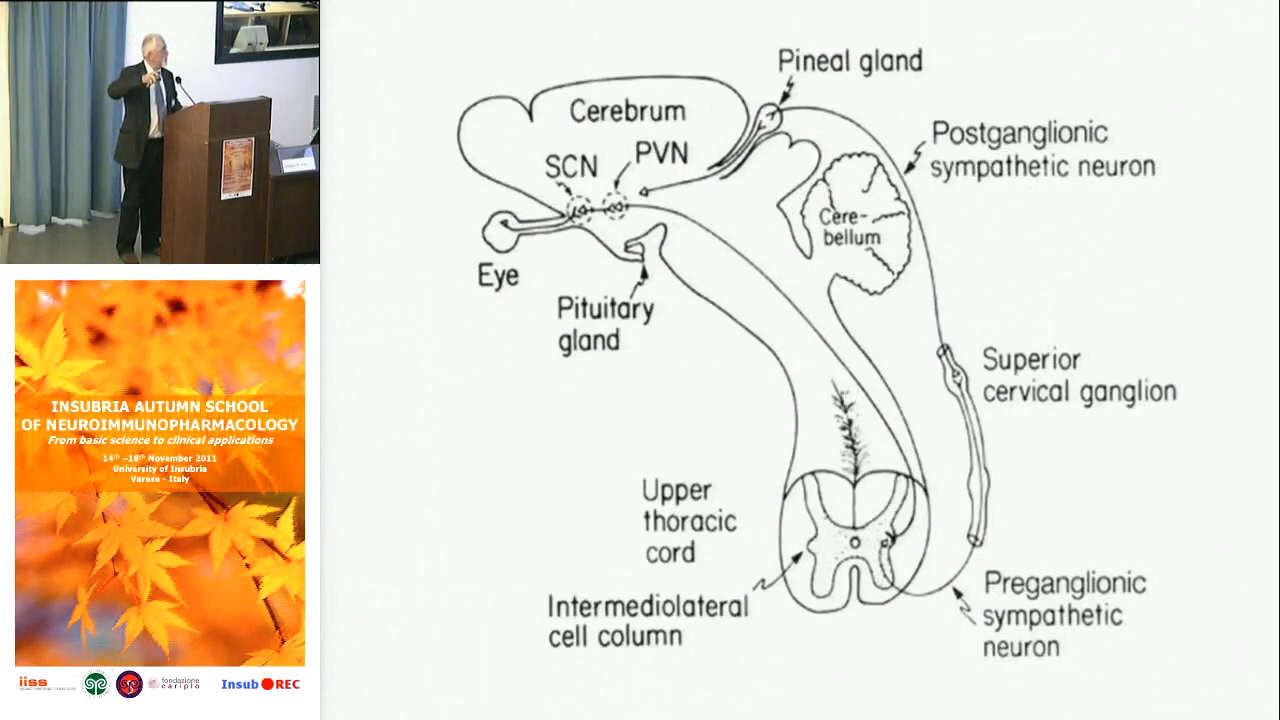 Pineal gland
Cerebrum
Postganglionic
sympathetic neuron
SCN
PVN
Cere-
bellum
Eye
Pituitary
gland
Superior
cervical ganglion
Upper
thoracic
cord
Intermediolateral
cell column
Preganglionic
sympathetic
neuron
INSUBRIA AUTUMN SCHOOL
OF NEUROIMMUNOPHARMACOLOGY
From basic science to clinical applications
14th –18th November 2011
University of Insubria
Varese - Italy
iiss
fondazione
cariplo
Insub REC